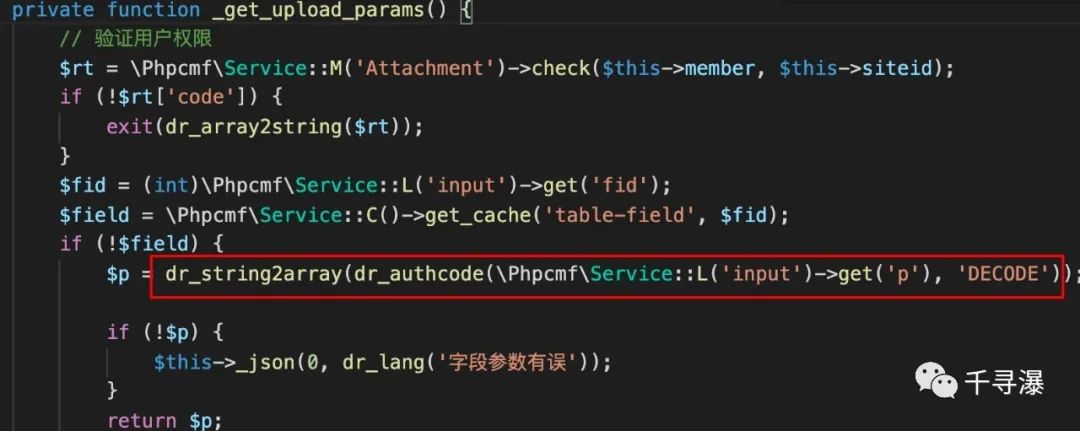 private function _get_upload_params() {
// 验证用户权限
$rt = \Phpcmf\Service::M('Attachment')->check($this->member, $this->siteid);
if (!$rt['code']) {
exit(dr_array2string($rt));
}
$fid = (int)\Phpcmf\Service::L('input')->get('fid');
$field = \Phpcmf\Service::C()->get_cache('table-field', $fid);
if (!$field) {
$p = dr_string2array(dr_authcode(\Phpcmf\Service::L('input')->get('p'), 'DECODE'));
if (!$p) {
$this->_json(0, dr_lang('字段参数有误'));
}
return $p;
千寻瀑